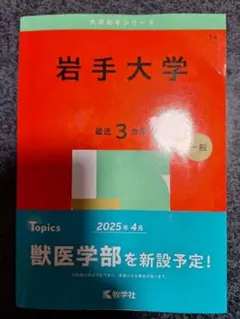 大学赤本シリーズ
岩手大学
最近3カ年
一般
Topics
2025年4月
獣医学部を新設予定!
教学社